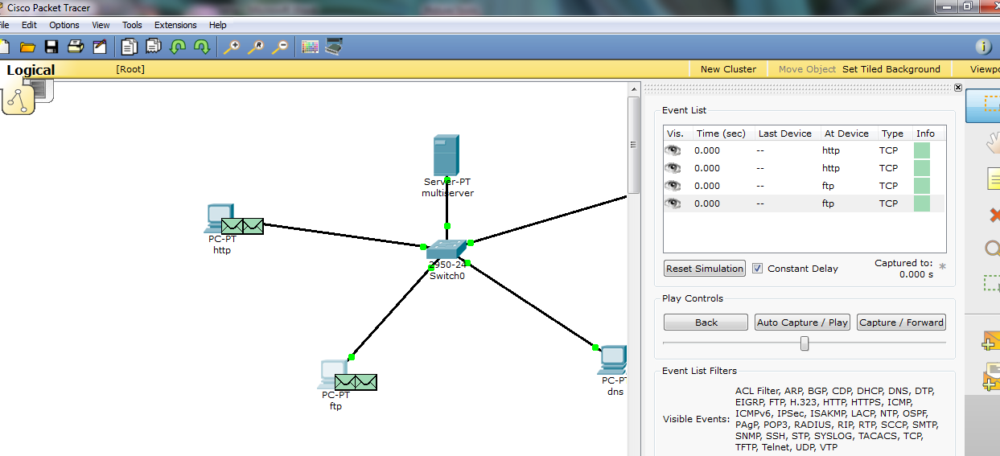 Cisco Packet Tracer
File Edit Options View Tools Extensions Help
Logical [Root] New Cluster Move Object Set Tiled Background Viewpo
Event List
Vis. Time (sec) Last Device At Device Type Info
0.000 -- http TCP
0.000 -- http TCP
0.000 -- ftp TCP
0.000 -- ftp TCP
Server-PT
multiserver
PC-PT
http
2950-24
Switch0
PC-PT
ftp
PC-PT
dns
Reset Simulation Constant Delay Captured to: *
0.000 s
Play Controls
Back Auto Capture / Play Capture / Forward
Event List Filters
Visible Events:
ACL Filter, ARP, BGP, CDP, DHCP, DNS, DTP,
EIGRP, FTP, H.323, HTTP, HTTPS, ICMP,
ICMPv6, IPSec, ISAKMP, LACP, NTP, OSPF,
PAgP, POP3, RADIUS, RIP, RTP, SCCP, SMTP,
SNMP, SSH, STP, SYSLOG, TACACS, TCP,
TFTP, Telnet, UDP, VTP